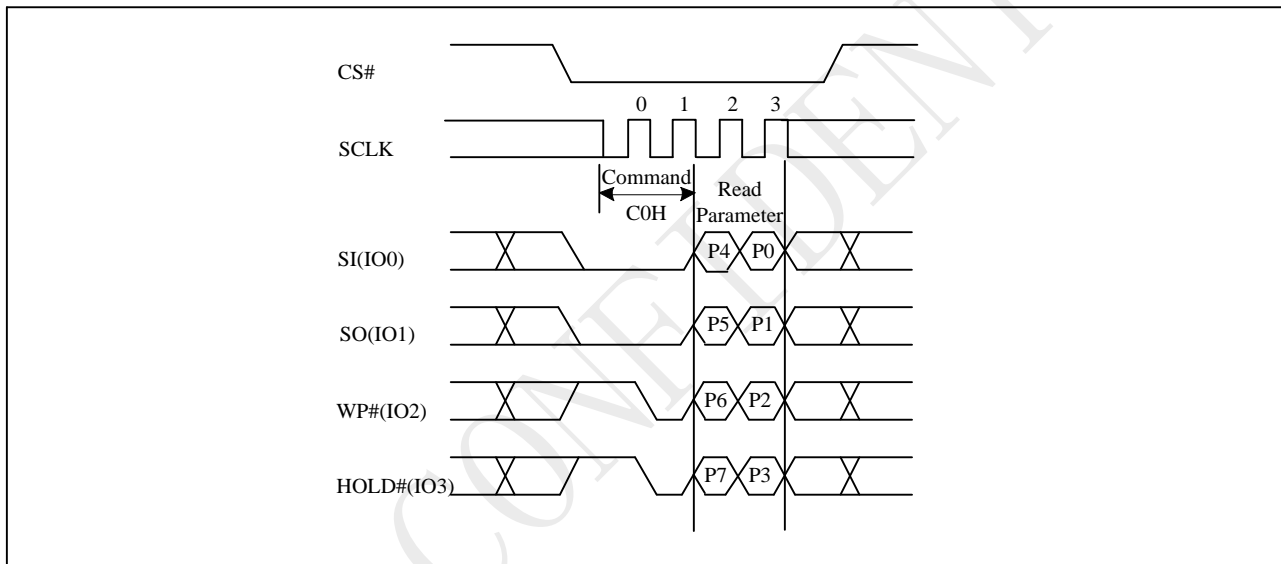 CS#
0 1 2 3
SCLK
Command
C0H
Read
Parameter
SI(IO0)
P4 P0
SO(IO1)
P5 P1
WP#(IO2)
P6 P2
HOLD#(IO3)
P7 P3